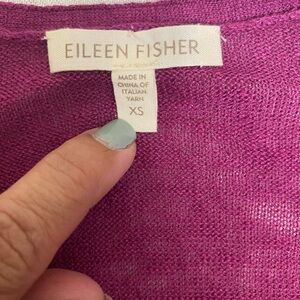 EILEEN FISHER
MADE IN
CHINA OF
ITALIAN
YARN
XS